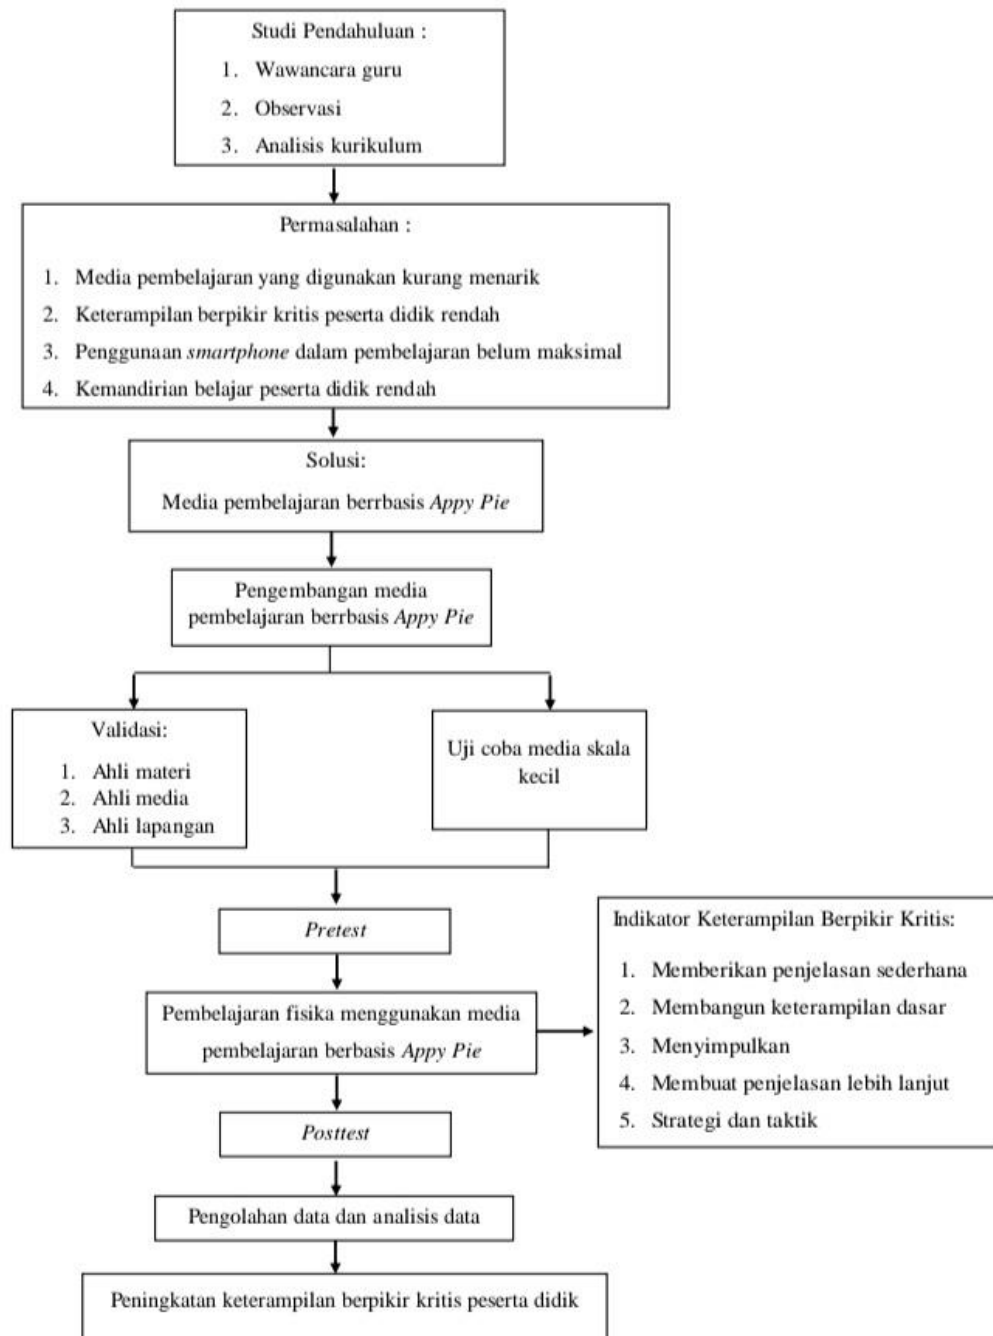 Studi Pendahuluan :
1. Wawancara guru
2. Observasi
3. Analisis kurikulum
Permasalahan :
1. Media pembelajaran yang digunakan kurang menarik
2. Keterampilan berpikir kritis peserta didik rendah
3. Penggunaan smartphone dalam pembelajaran belum maksimal
4. Kemandirian belajar peserta didik rendah
Solusi:
Media pembelajaran berrbasis Appy Pie
Pengembangan media
pembelajaran berrbasis Appy Pie
Validasi:
1. Ahli materi
2. Ahli media
3. Ahli lapangan
Uji coba media skala
kecil
Pretest
Pembelajaran fisika menggunakan media
pembelajaran berbasis Appy Pie
Indikator Keterampilan Berpikir Kritis:
1. Memberikan penjelasan sederhana
2. Membangun keterampilan dasar
3. Menyimpulkan
4. Membuat penjelasan lebih lanjut
5. Strategi dan taktik
Posttest
Pengolahan data dan analisis data
Peningkatan keterampilan berpikir kritis peserta didik